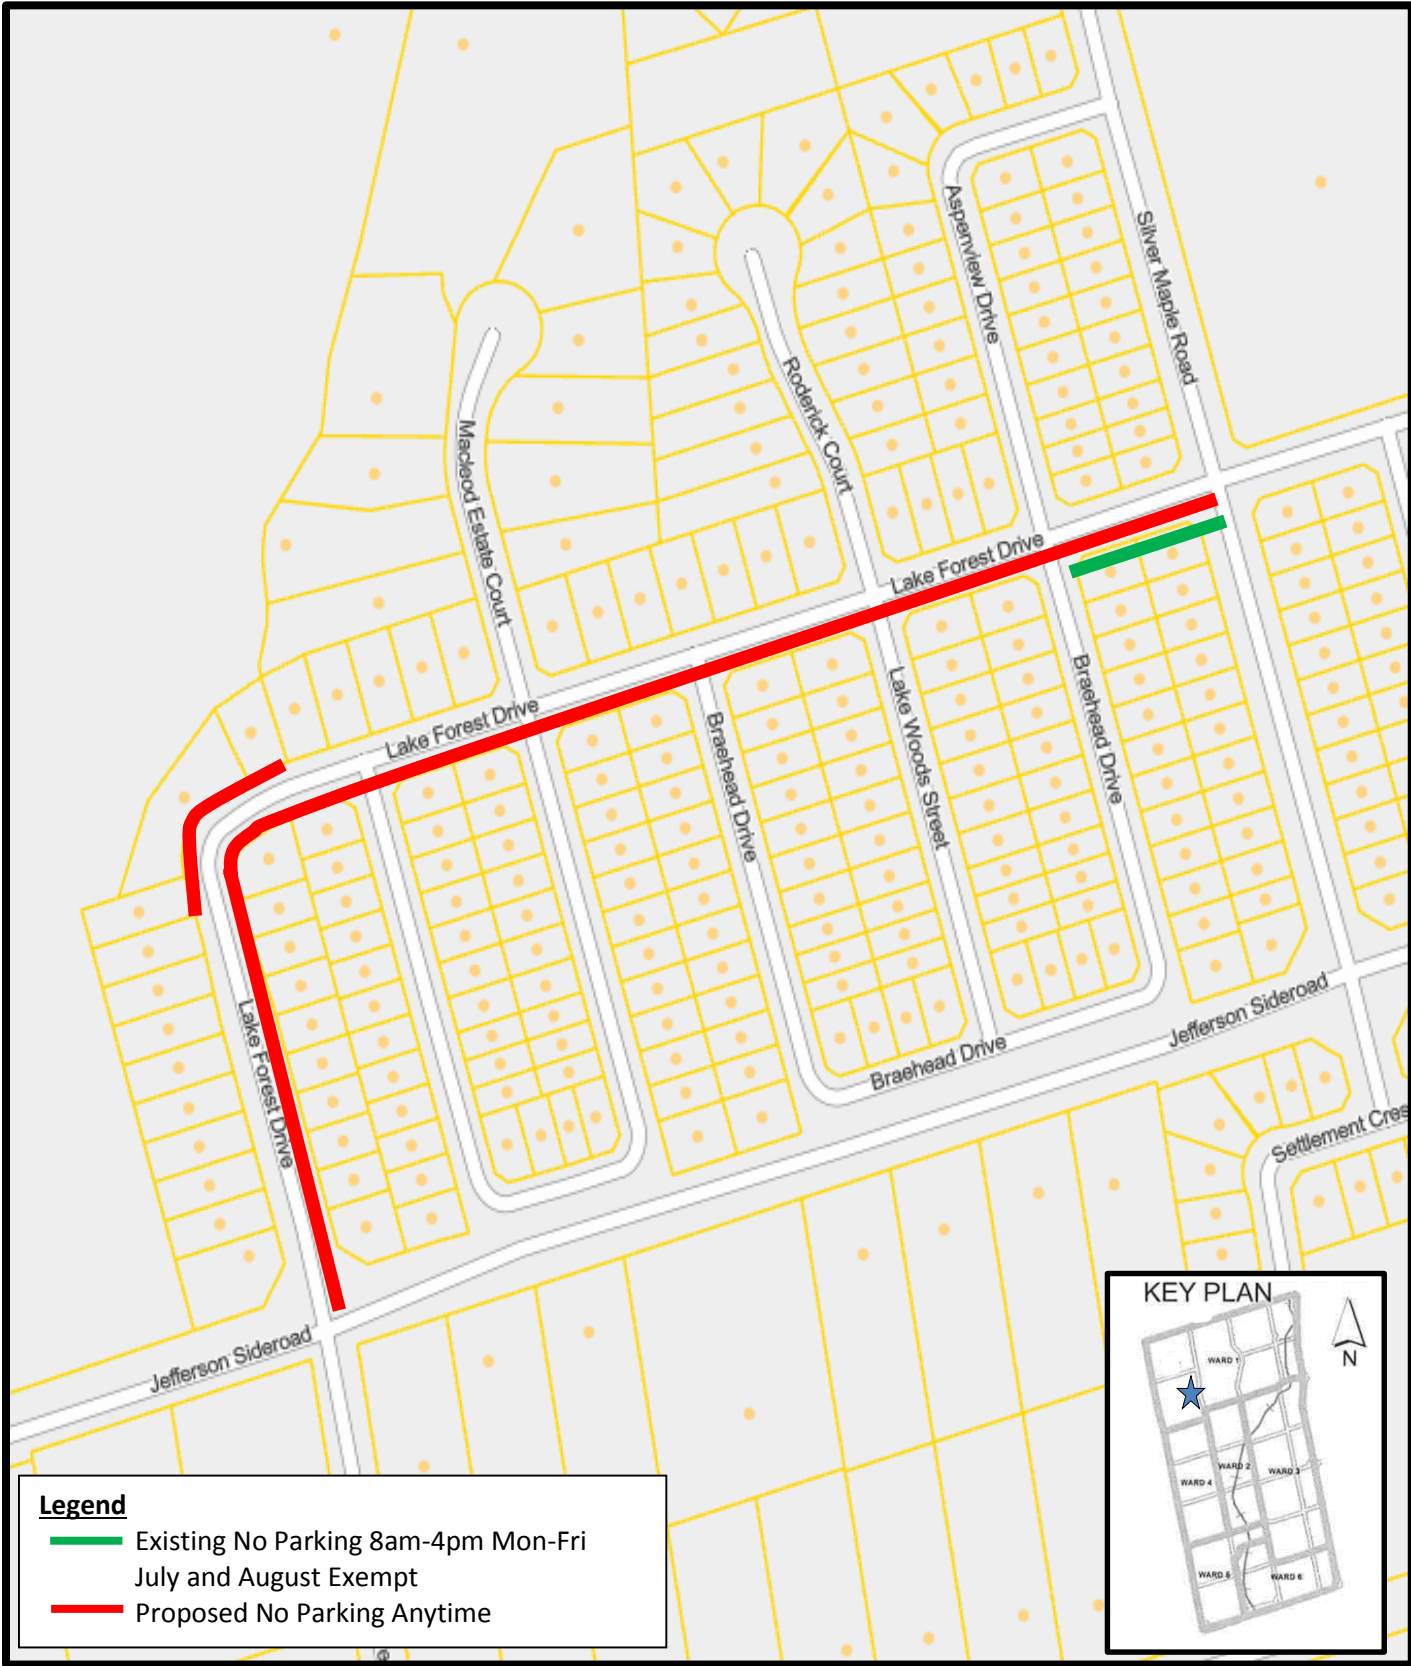 Aspenview Drive
Silver Maple Road
Roderick Court
Macleod Estate Court
Lake Forest Drive
Lake Forest Drive
Braehead Drive
Lake Woods Street
Braehead Drive
Lake Forest Drive
Braehead Drive
Jefferson Sideroad
Settlement Cres
Jefferson Sideroad
KEY PLAN
N
WARD 1
WARD 2
WARD 3
WARD 4
WARD 5
WARD 6
Legend
Existing No Parking 8am-4pm Mon-Fri
July and August Exempt
Proposed No Parking Anytime